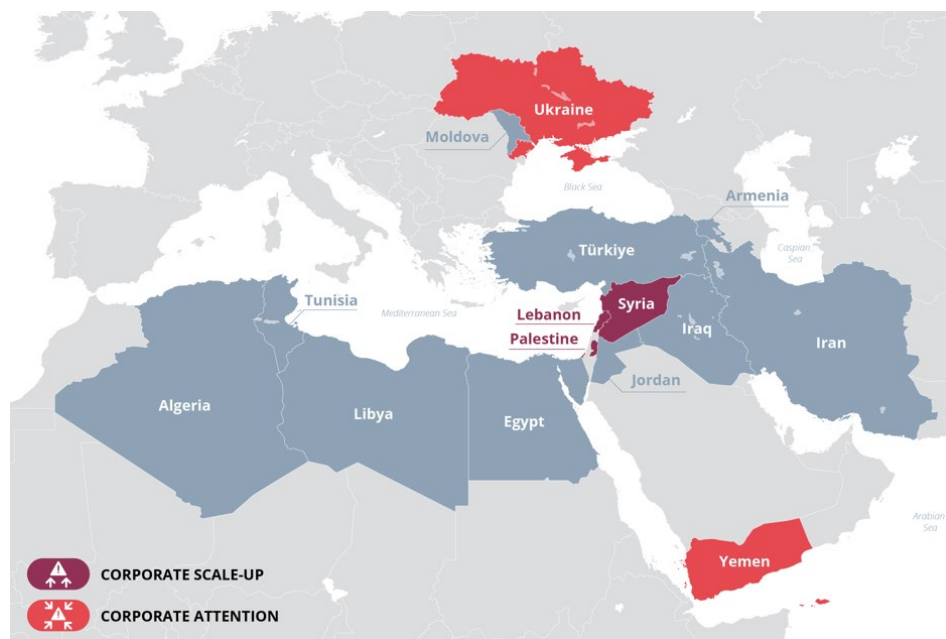 Ukraine
Moldova
Black Sea
Armenia
Caspian
Sea
Türkiye
Tunisia
Mediterranean Sea
Lebanon
Syria
Palestine
Iraq
Iran
Jordan
Algeria
Libya
Egypt
Arabian
Sea
Yemen
CORPORATE SCALE-UP
CORPORATE ATTENTION